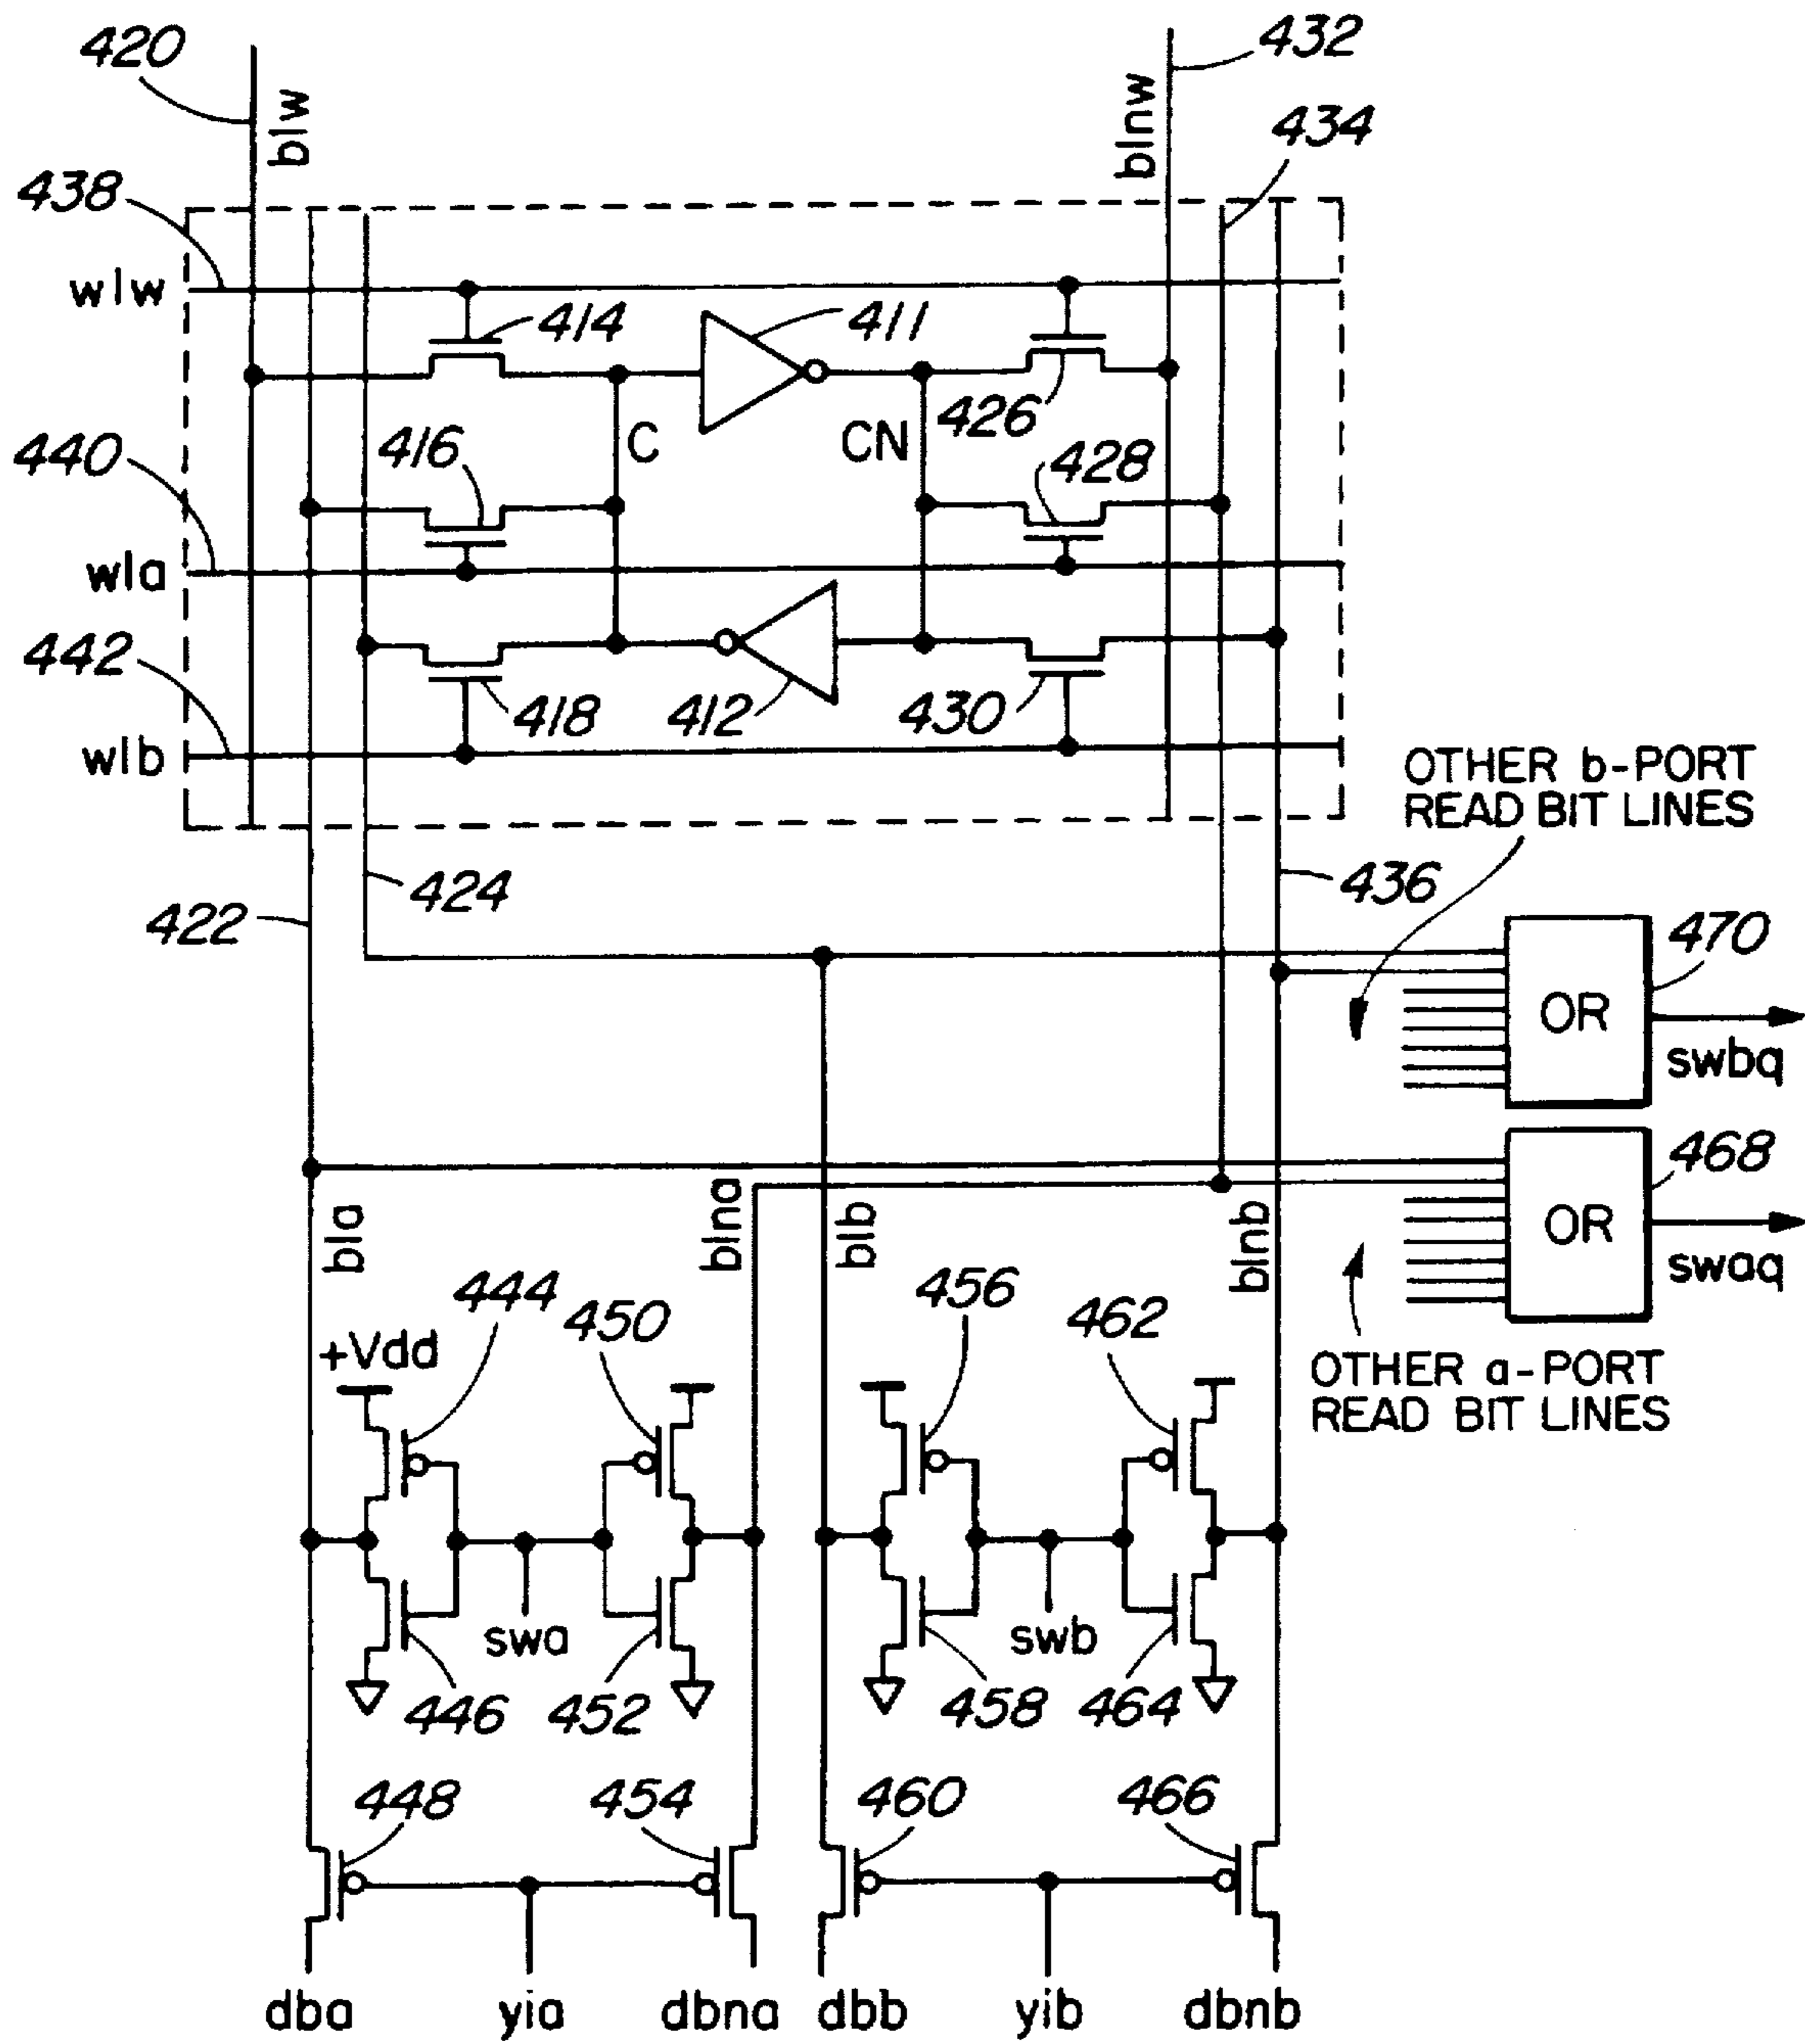 420
432
blw
blnw
434
438
wlw
414
411
426
416
C
CN
428
440
wla
442
418
412
430
wlb
OTHER b-PORT
READ BIT LINES
424
436
422
470
OR
swbq
468
OR
swaq
bla
blna
blb
blnb
444
450
456
462
+Vdd
OTHER a-PORT
READ BIT LINES
swa
swb
446
452
458
464
448
454
460
466
dba
yia
dbna
dbb
yib
dbnb